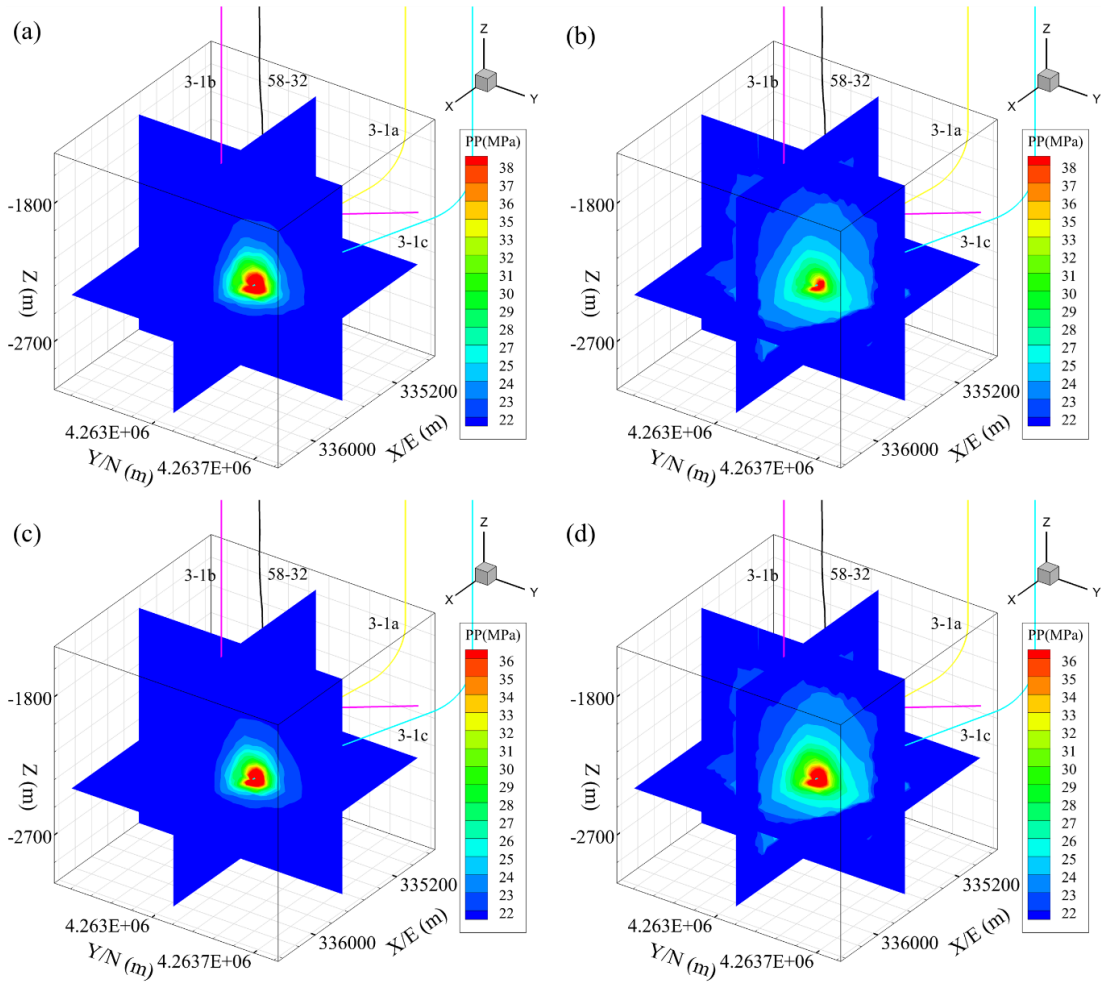 (a)
Z
X
Y
3-1b
58-32
3-1a
3-1c
PP(MPa)
38
37
36
35
33
32
31
30
28
27
25
24
23
22
-1800
Z (m)
-2700
4.263E+06
Y/N (m)
4.2637E+06
336000
X/E (m)
335200
(b)
Z
X
Y
3-1b
58-32
3-1a
3-1c
PP(MPa)
38
37
36
35
33
32
31
30
28
27
25
24
23
22
-1800
Z (m)
-2700
4.263E+06
Y/N (m)
4.2637E+06
336000
X/E (m)
335200
(c)
Z
X
Y
3-1b
58-32
3-1a
3-1c
PP(MPa)
36
35
34
33
31
30
29
28
27
26
25
23
22
-1800
Z (m)
-2700
4.263E+06
Y/N (m)
4.2637E+06
336000
X/E (m)
335200
(d)
Z
X
Y
3-1b
58-32
3-1a
3-1c
PP(MPa)
36
35
34
33
31
30
29
28
27
26
25
23
22
-1800
Z (m)
-2700
4.263E+06
Y/N (m)
4.2637E+06
336000
X/E (m)
335200